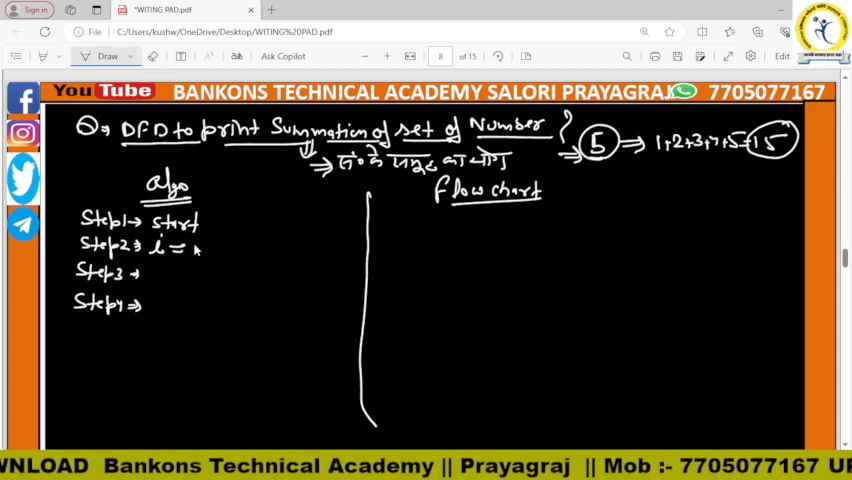 Sign in
*WITING PAD.pdf
C:/Users/kushw/OneDrive/Desktop/WITING%20PAD.pdf
Draw
Ask Copilot
8 of 15
Edit
You Tube BANKONS TECHNICAL ACADEMY SALORI PRAYAGRAJ 7705077167
Q⇒ DFD to print Summation of set of Number ? ⇒ 5 ⇒ 1+2+3+4+5=15
⇒ सं० के समूह का योग
algo
flow chart
Step1→ start
Step2⇒ i =
Step3→
Step4⇒
WNLOAD Bankons Technical Academy || Prayagraj || Mob :- 7705077167 UP